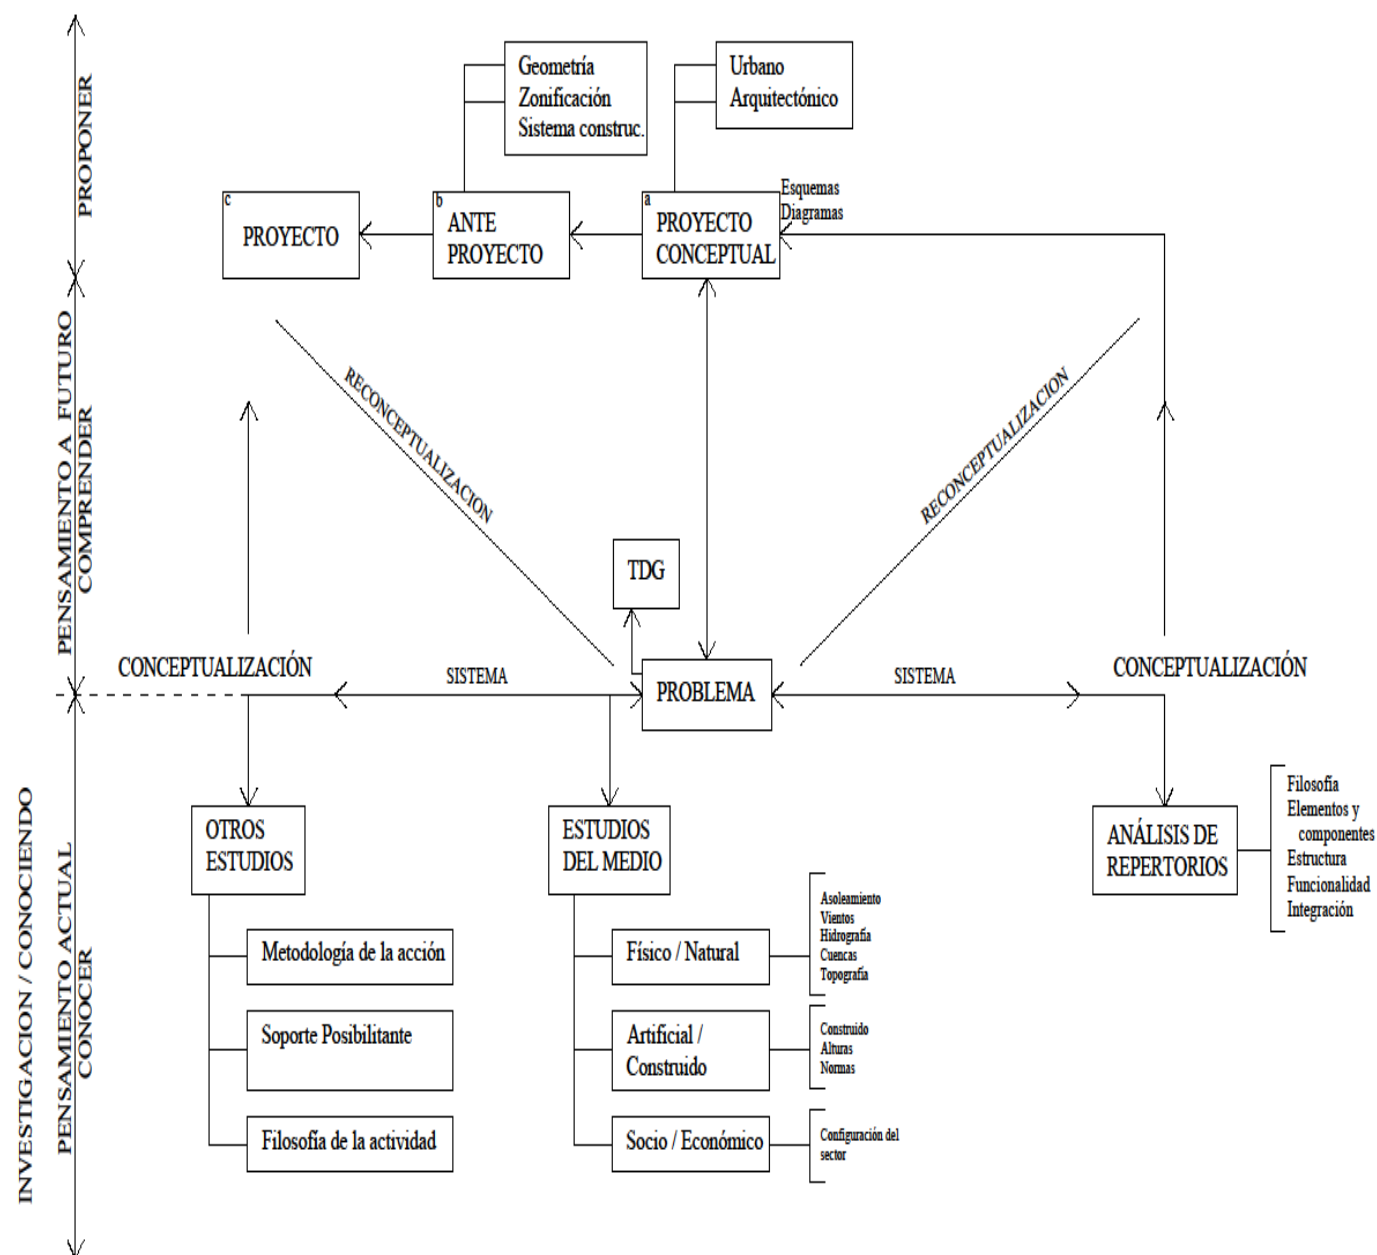 Geometría
Zonificación
Sistema construc.
Urbano
Arquitectónico
PROPONER
c
PROYECTO
b
ANTE
PROYECTO
a
PROYECTO
CONCEPTUAL
Esquemas
Diagramas
PENSAMIENTO A FUTURO
COMPRENDER
RECONCEPTUALIZACION
RECONCEPTUALIZACION
TDG
CONCEPTUALIZACIÓN
SISTEMA
PROBLEMA
SISTEMA
CONCEPTUALIZACIÓN
INVESTIGACION / CONOCIENDO
PENSAMIENTO ACTUAL
CONOCER
OTROS
ESTUDIOS
Metodología de la acción
Soporte Posibilitante
Filosofía de la actividad
ESTUDIOS
DEL MEDIO
Físico / Natural
Asoleamiento
Vientos
Hidrografía
Cuencas
Topografía
Artificial /
Construido
Construido
Alturas
Normas
Socio / Económico
Configuración del
sector
ANÁLISIS DE
REPERTORIOS
Filosofía
Elementos y
componentes
Estructura
Funcionalidad
Integración